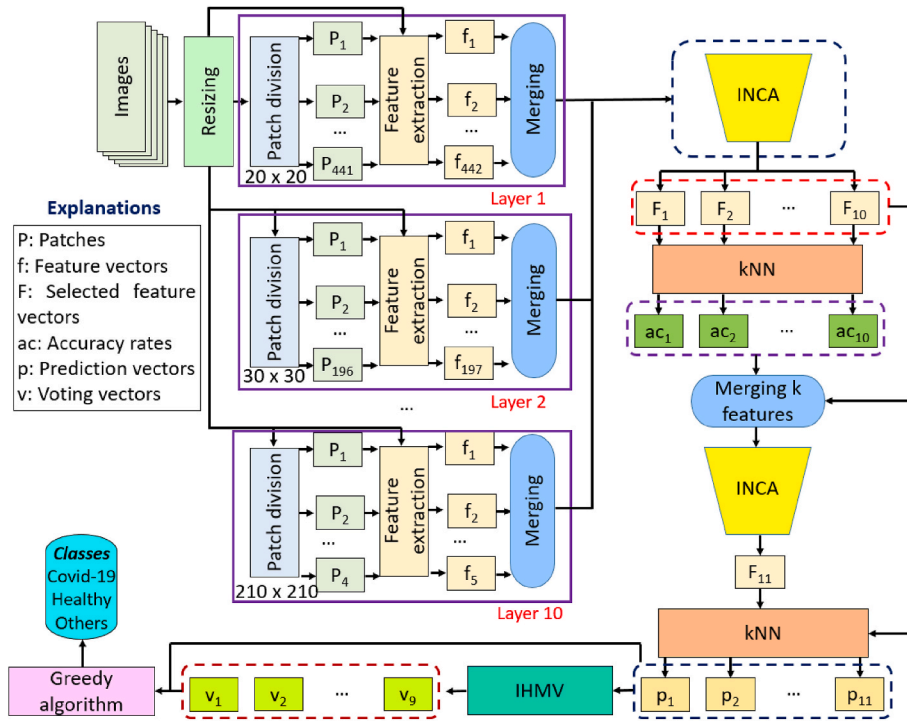 Images
Resizing
Patch division
20 x 20
P1
P2
...
P441
Feature
extraction
f1
f2
...
f442
Merging
Layer 1
Patch division
30 x 30
P1
P2
...
P196
Feature
extraction
f1
f2
...
f197
Merging
Layer 2
...
Patch division
210 x 210
P1
P2
...
P4
Feature
extraction
f1
f2
...
f5
Merging
Layer 10
Explanations
P: Patches
f: Feature vectors
F: Selected feature
vectors
ac: Accuracy rates
p: Prediction vectors
v: Voting vectors
INCA
F1
F2
...
F10
kNN
ac1
ac2
...
ac10
Merging k
features
INCA
F11
kNN
p1
p2
...
p11
IHMV
v1
v2
...
v9
Greedy
algorithm
Classes
Covid-19
Healthy
Others